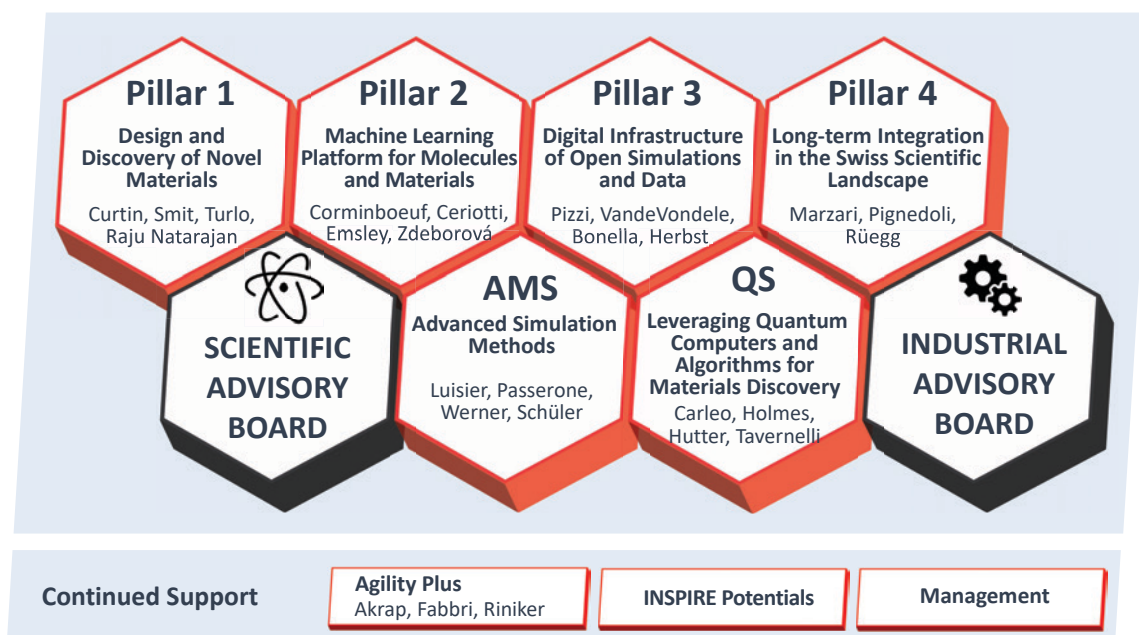 Pillar 1
Design and
Discovery of Novel
Materials
Curtin, Smit, Turlo,
Raju Natarajan
Pillar 2
Machine Learning
Platform for Molecules
and Materials
Corminboeuf, Ceriotti,
Emsley, Zdeborová
Pillar 3
Digital Infrastructure
of Open Simulations
and Data
Pizzi, VandeVondele,
Bonella, Herbst
Pillar 4
Long-term Integration
in the Swiss Scientific
Landscape
Marzari, Pignedoli,
Rüegg
SCIENTIFIC
ADVISORY
BOARD
AMS
Advanced Simulation
Methods
Luisier, Passerone,
Werner, Schüler
QS
Leveraging Quantum
Computers and
Algorithms for
Materials Discovery
Carleo, Holmes,
Hutter, Tavernelli
INDUSTRIAL
ADVISORY
BOARD
Continued Support
Agility Plus
Akrap, Fabbri, Riniker
INSPIRE Potentials
Management